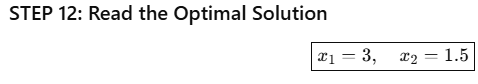 STEP 12: Read the Optimal Solution
x₁ = 3, x₂ = 1.5